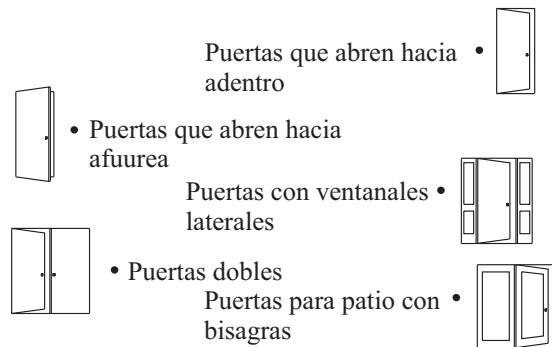 Puertas que abren hacia •
adentro
• Puertas que abren hacia
afuurea
Puertas con ventanales •
laterales
• Puertas dobles
Puertas para patio con •
bisagras